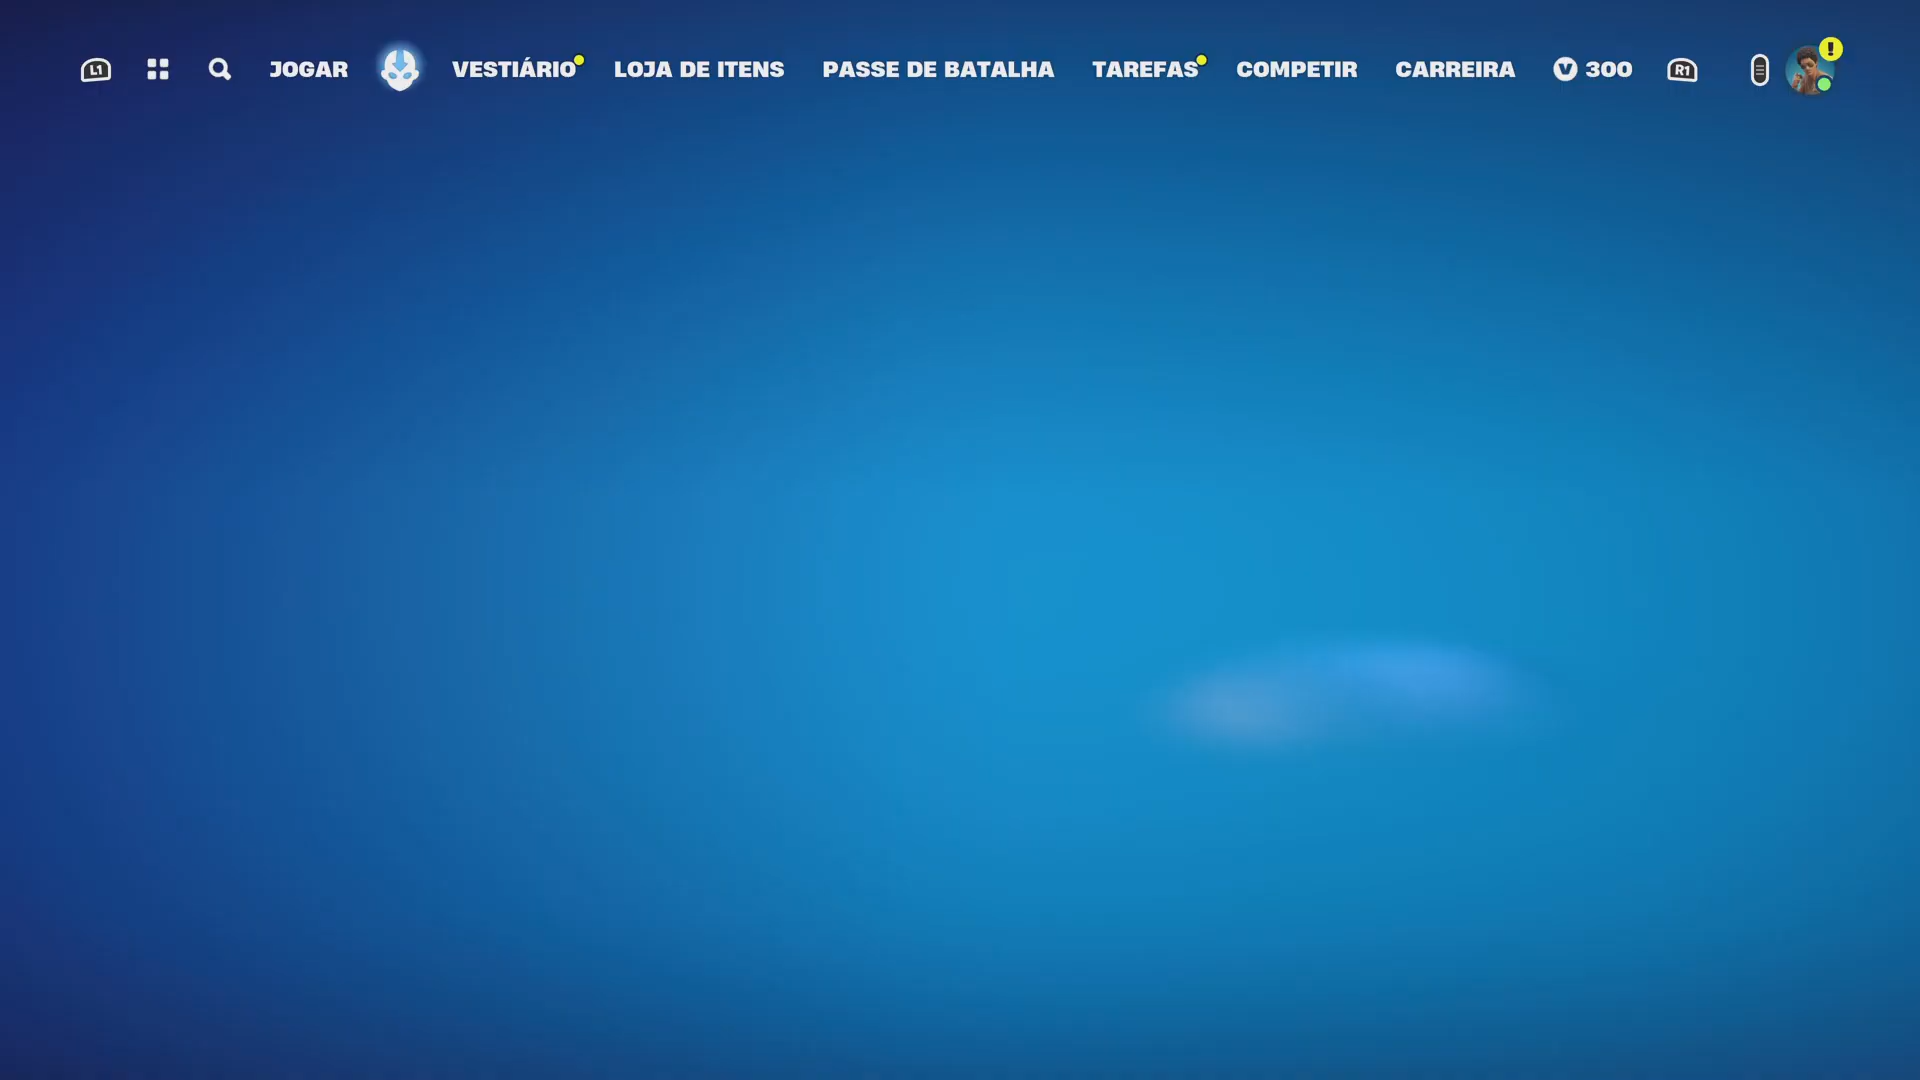 L1 JOGAR VESTIÁRIO LOJA DE ITENS PASSE DE BATALHA TAREFAS COMPETIR CARREIRA V 300 R1 !